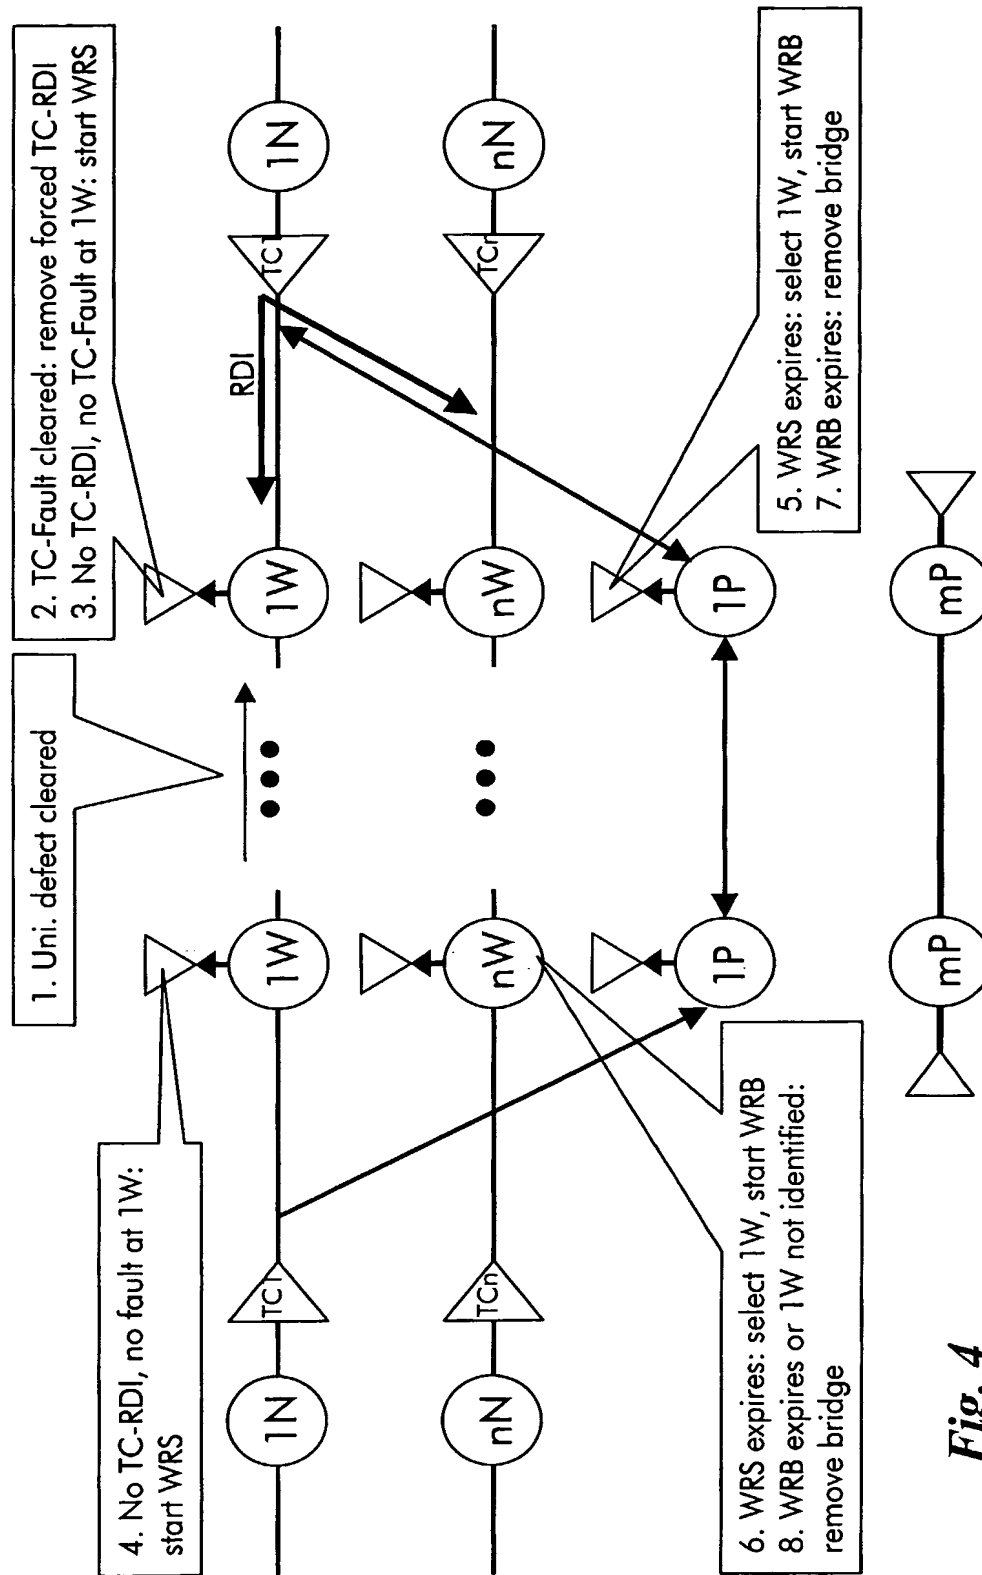 1. Uni. defect cleared
2. TC-Fault cleared: remove forced TC-RDI
3. No TC-RDI, no TC-Fault at 1W: start WRS
4. No TC-RDI, no fault at 1W:
start WRS
1N
TC1
1W
1W
RDI
TC1
1N
nN
TCn
nW
nW
TCn
nN
1P
1P
6. WRS expires: select 1W, start WRB
8. WRB expires or 1W not identified:
remove bridge
5. WRS expires: select 1W, start WRB
7. WRB expires: remove bridge
mP
mP
Fig. 4